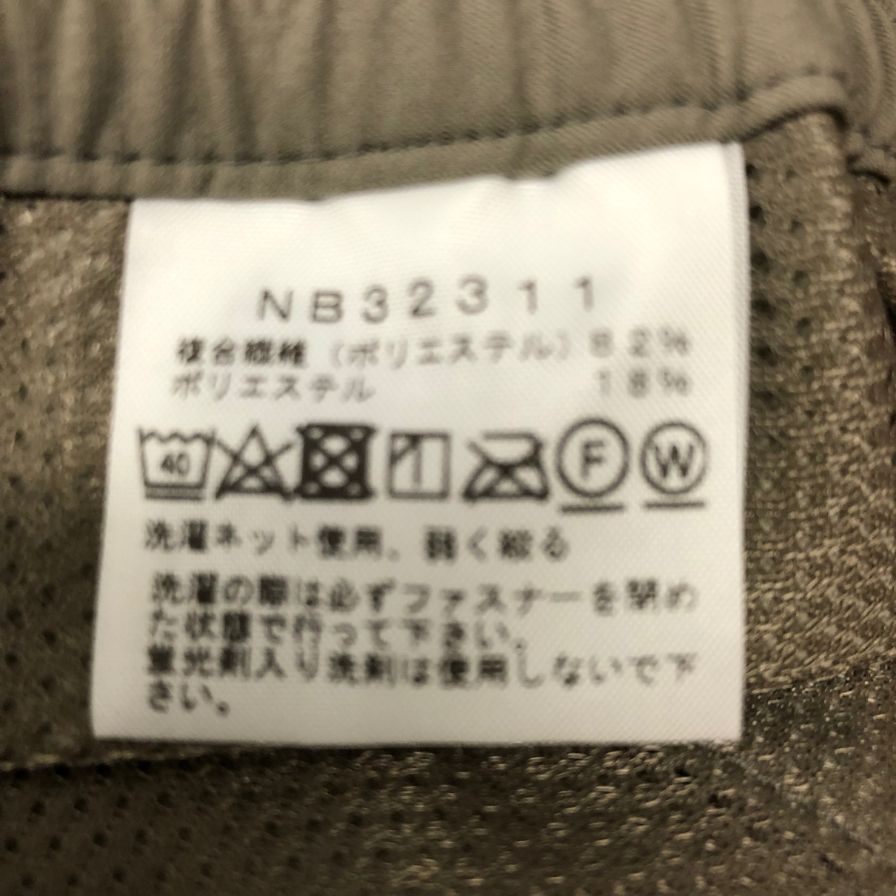 NB32311
複合繊維(ポリエステル)82%
ポリエステル 18%
40 F W
洗濯ネット使用、弱く絞る
洗濯の際は必ずファスナーを閉め
た状態で行って下さい。
蛍光剤入り洗剤は使用しないで下
さい。